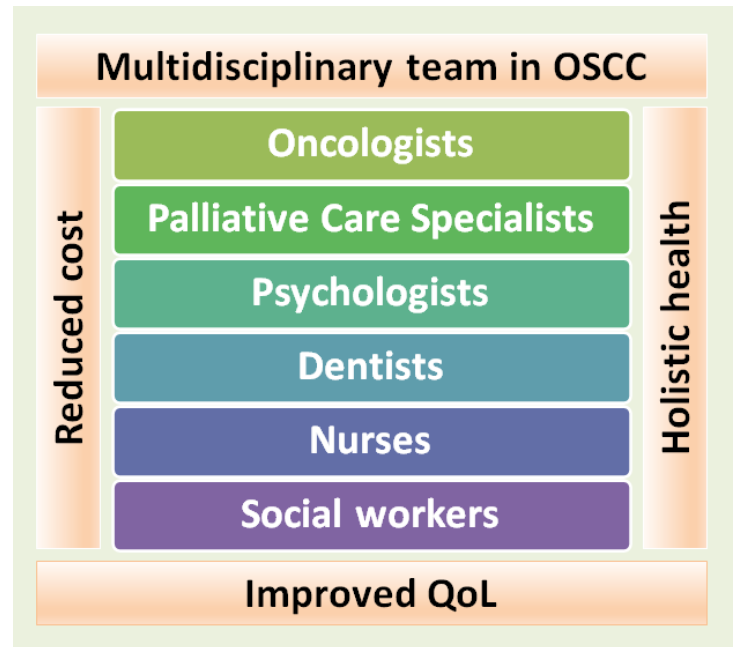 Multidisciplinary team in OSCC
Reduced cost
Oncologists
Palliative Care Specialists
Psychologists
Dentists
Nurses
Social workers
Holistic health
Improved QoL